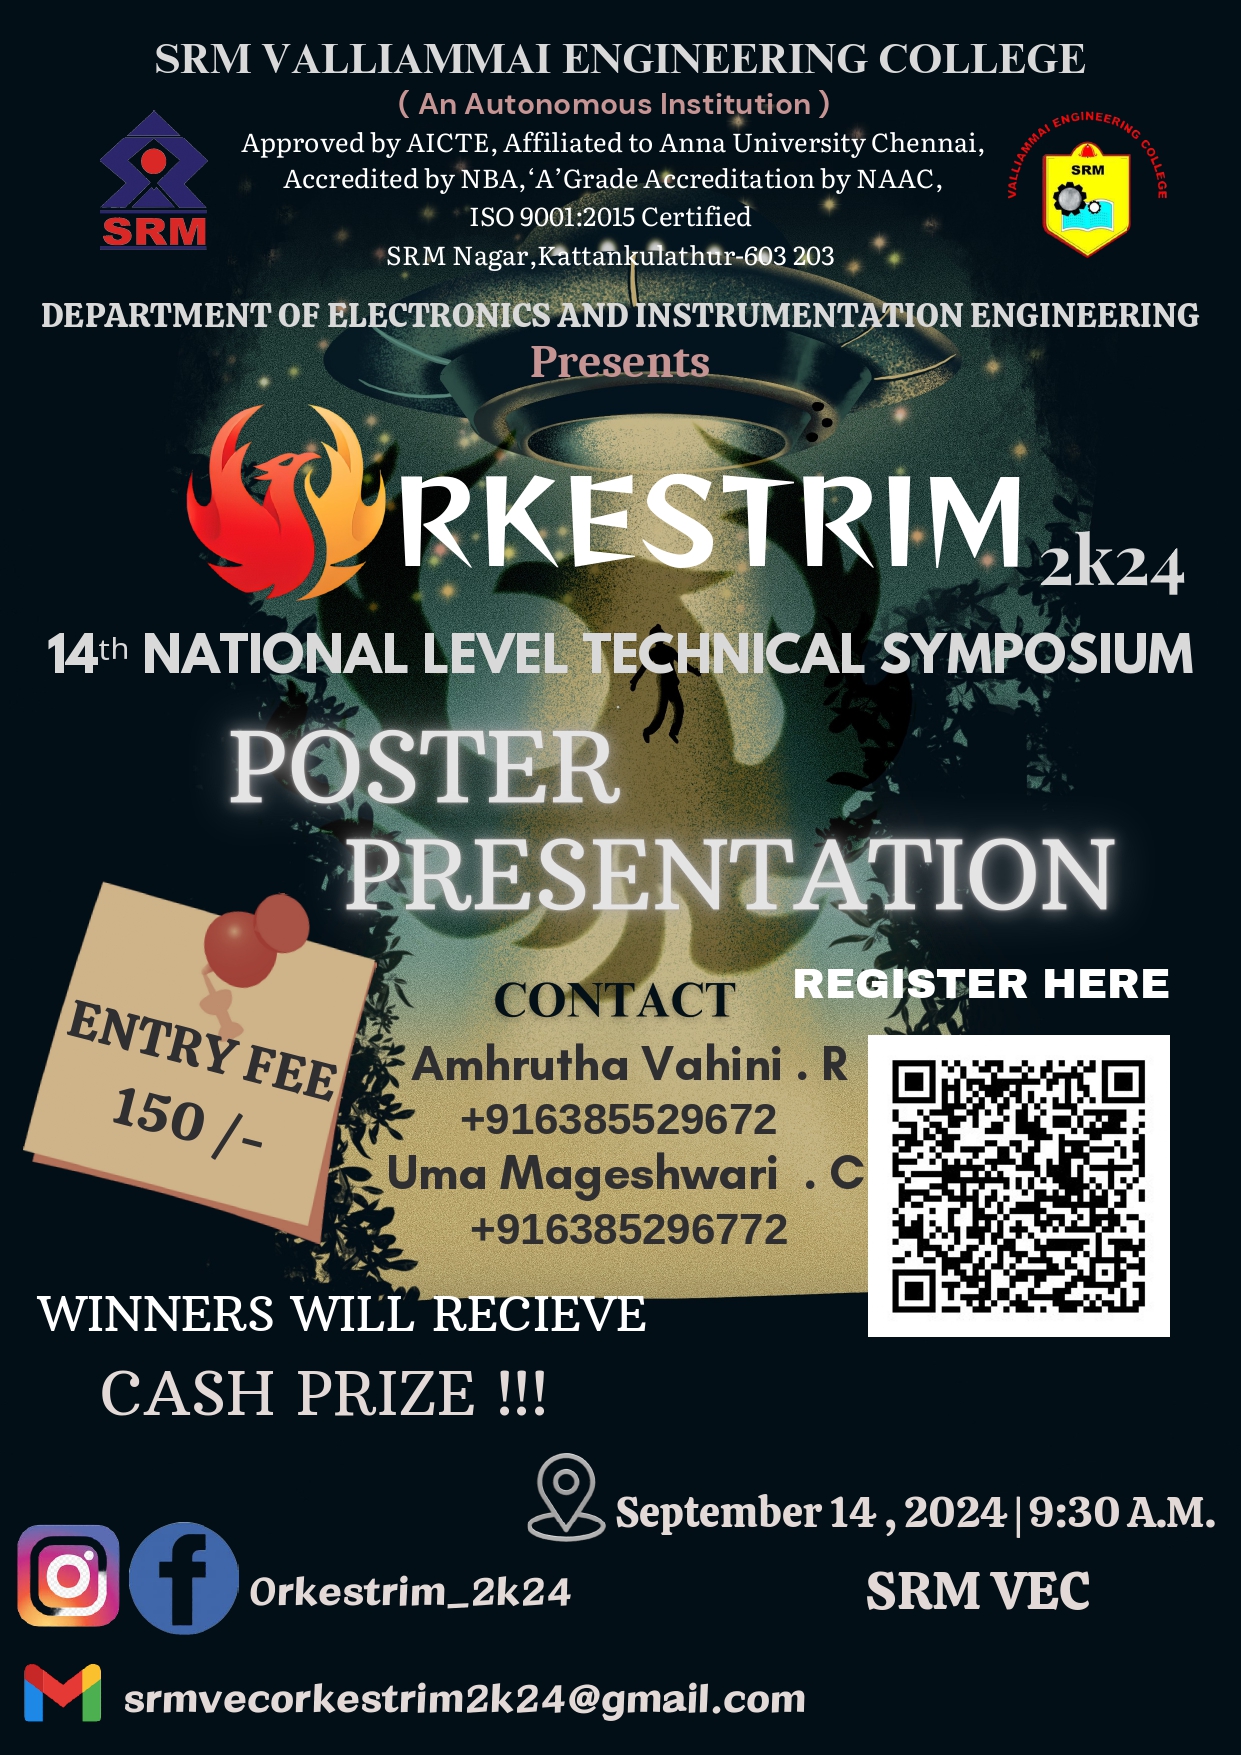 SRM VALLIAMMAI ENGINEERING COLLEGE
( An Autonomous Institution )
Approved by AICTE, Affiliated to Anna University Chennai,
Accredited by NBA,‘A’Grade Accreditation by NAAC,
ISO 9001:2015 Certified
SRM Nagar,Kattankulathur-603 203
SRM
VALLIAMMAI ENGINEERING COLLEGE
SRM
DEPARTMENT OF ELECTRONICS AND INSTRUMENTATION ENGINEERING
Presents
RKESTRIM 2k24
14th NATIONAL LEVEL TECHNICAL SYMPOSIUM
POSTER
PRESENTATION
ENTRY FEE
150 /-
CONTACT
Amhrutha Vahini . R
+916385529672
Uma Mageshwari . C
+916385296772
REGISTER HERE
WINNERS WILL RECIEVE
CASH PRIZE !!!
September 14 , 2024|9:30 A.M.
SRM VEC
Orkestrim_2k24
srmvecorkestrim2k24@gmail.com